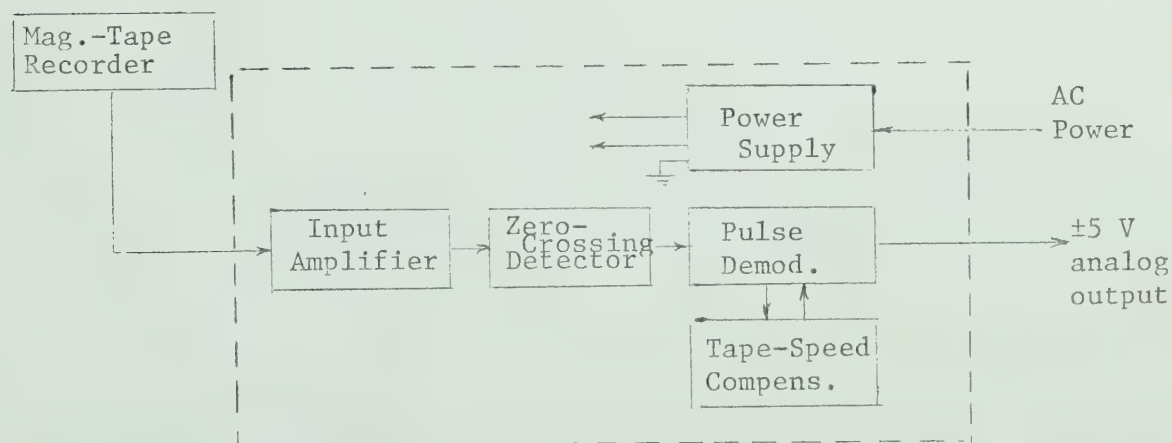 Mag.-Tape
Recorder
Power
Supply
AC
Power
Input
Amplifier
Zero-
Crossing
Detector
Pulse
Demod.
±5 V
analog
output
Tape-Speed
Compens.